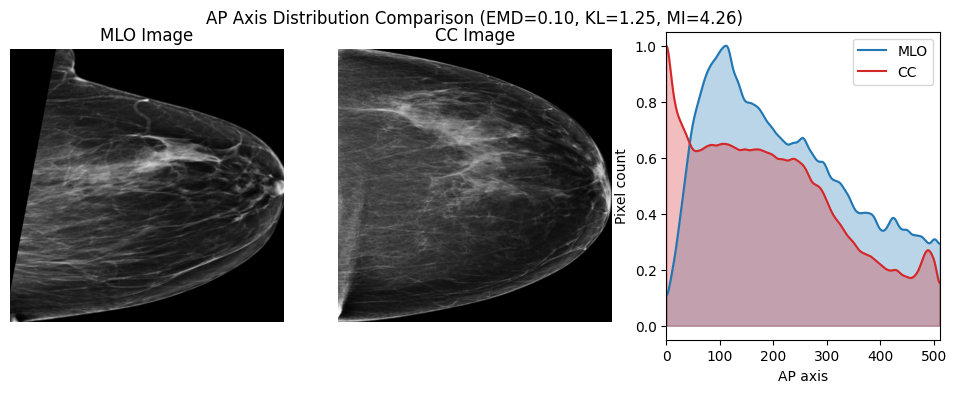 AP Axis Distribution Comparison (EMD=0.10, KL=1.25, MI=4.26)
MLO Image
CC Image
MLO
CC
Pixel count
1.0
0.8
0.6
0.4
0.2
0.0
0 100 200 300 400 500
AP axis